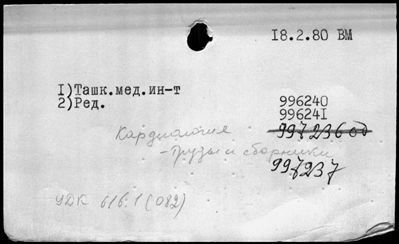 18.2.80 ВМ
1)Ташк.мед.ин-т
2)Ред.
996240
996241
Кардиология
997236
-Труды и сборники
997237
УДК 616.1(082)